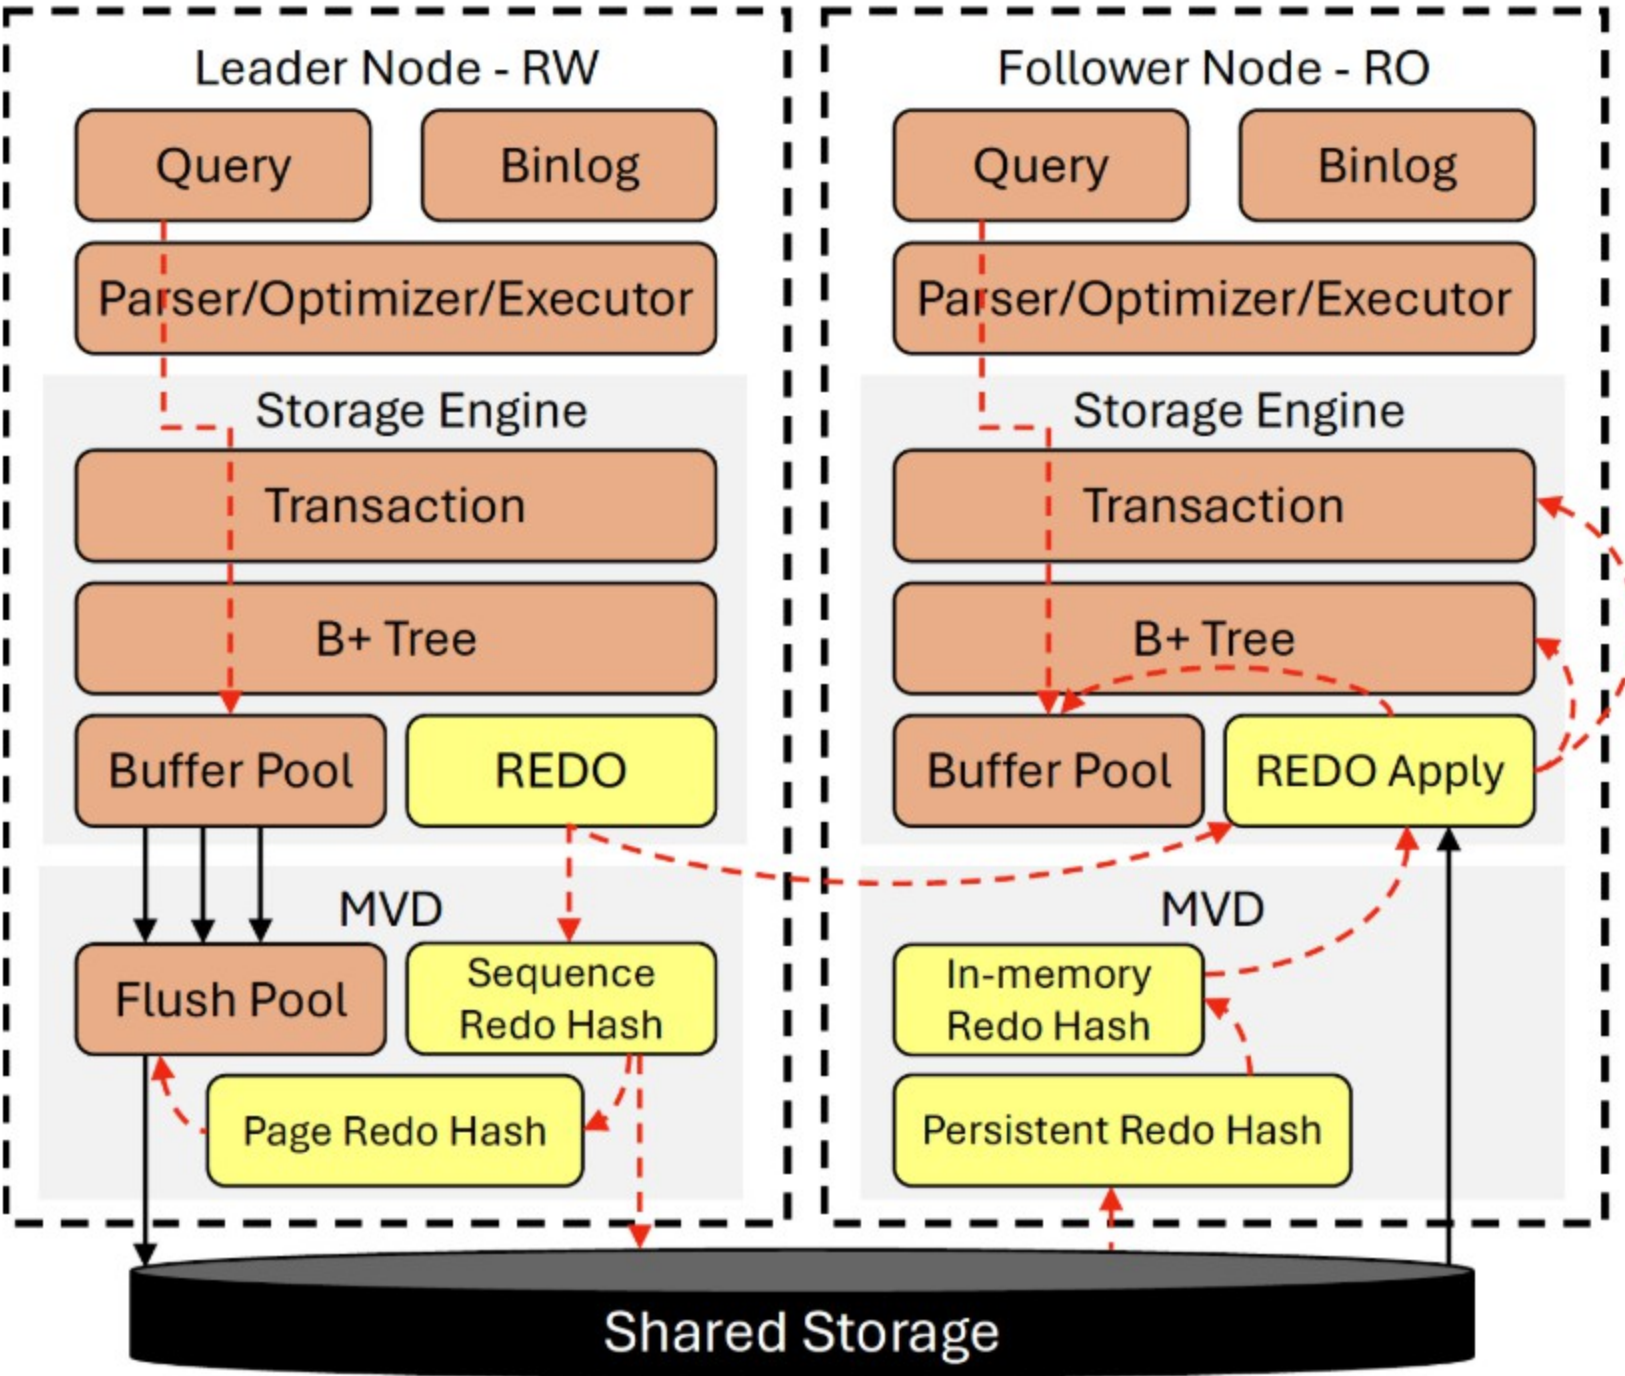 Leader Node - RW
Query
Binlog
Parser/Optimizer/Executor
Storage Engine
Transaction
B+ Tree
Buffer Pool
REDO
MVD
Flush Pool
Sequence
Redo Hash
Page Redo Hash
Follower Node - RO
Query
Binlog
Parser/Optimizer/Executor
Storage Engine
Transaction
B+ Tree
Buffer Pool
REDO Apply
MVD
In-memory
Redo Hash
Persistent Redo Hash
Shared Storage